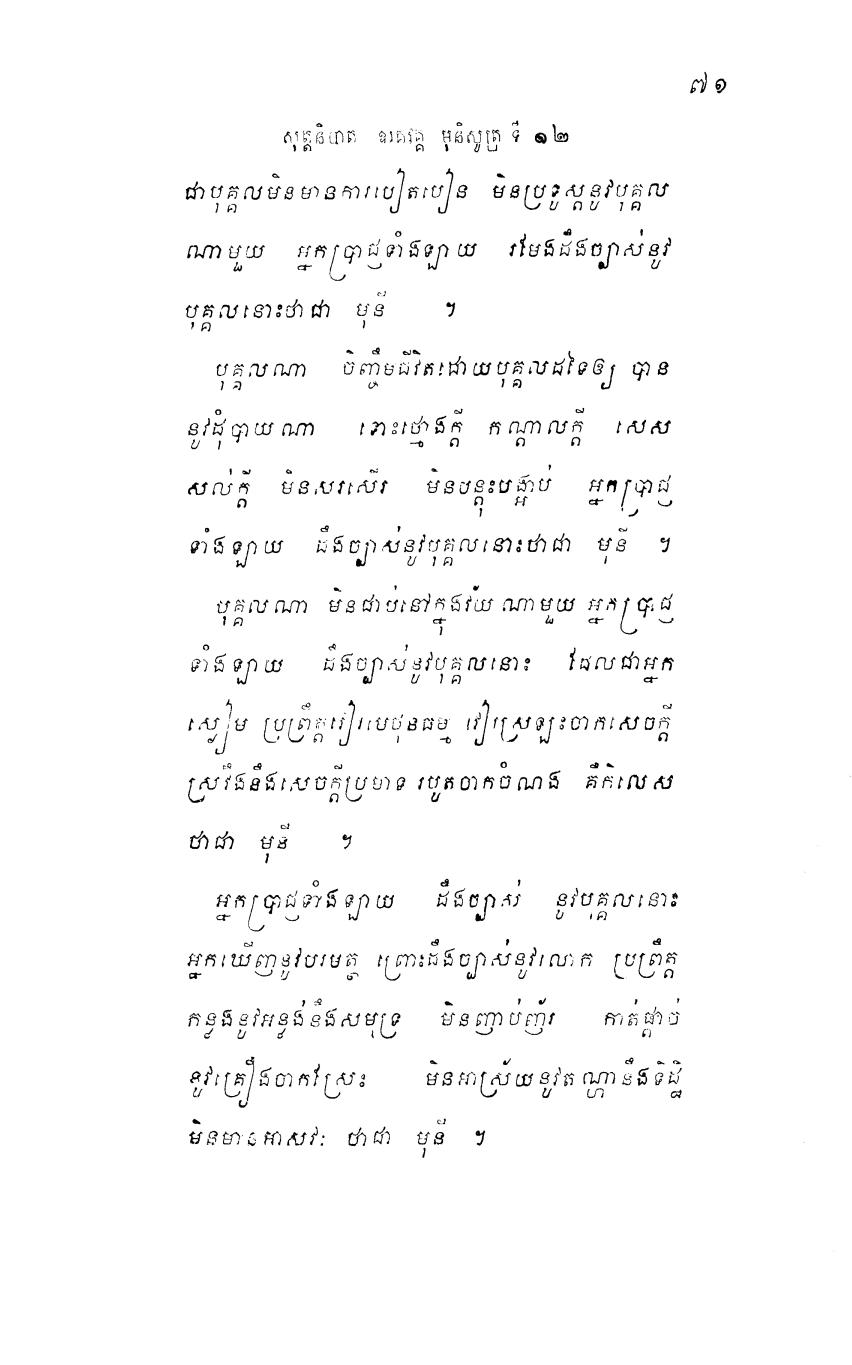 ៧១
សុត្តនិបាត ឧរគវគ្គ មុនិសូត្រ ទី ១២
ជាបុគ្គលមិនមានការបៀតបៀន មិនប្រទូស្តនូវបុគ្គល
ណាមួយ អ្នកប្រាជ្ញទាំងឡាយ រមែងដឹងច្បាស់នូវ
បុគ្គលនោះថាជា មុនី ។
បុគ្គលណា ចិញ្ចឹមជីវិតដោយបុគ្គលដទៃឲ្យ បាន
នូវដុំបាយណា ទោះថ្មោងក្តី កណ្តាលក្តី សេស
សល់ក្តី មិនសរសើរ មិនបន្តុះបង្អាប់ អ្នកប្រាជ្ញ
ទាំងឡាយ ដឹងច្បាស់នូវបុគ្គលនោះថាជា មុនី ។
បុគ្គលណា មិនជាប់នៅក្នុងវ័យ ណាមួយ អ្នកប្រាជ្ញ
ទាំងឡាយ ដឹងច្បាស់នូវបុគ្គលនោះ ដែលជាអ្នក
ស្ងៀម ប្រព្រឹត្តវៀរមេថុនធម្ម វៀរស្រឡះចាកសេចក្តី
ស្រវឹងនឹងសេចក្តីប្រមាទ របូតចាកចំណង គឺកិលេស
ថាជា មុនី ។
អ្នកប្រាជ្ញទាំងឡាយ ដឹងច្បាស់ នូវបុគ្គលនោះ
អ្នកឃើញនូវបរមត្ថ ព្រោះដឹងច្បាស់នូវលោក ប្រព្រឹត្ត
កន្លងនូវអន្លង់នឹងសមុទ្រ មិនញាប់ញ័រ កាត់ផ្តាច់
នូវគ្រឿងចាក់ស្រែះ មិនអាស្រ័យនូវតណ្ហានឹងទិដ្ឋិ
មិនមានអាសវៈ ថាជា មុនី ។